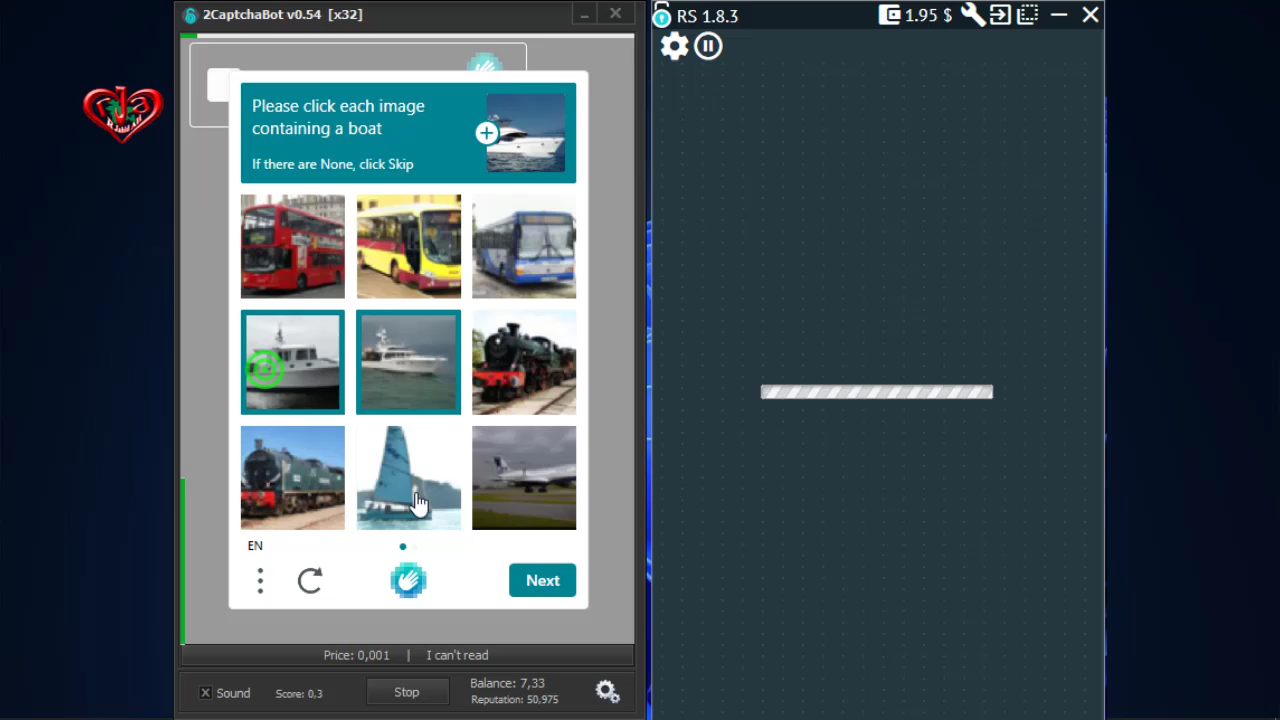 2CaptchaBot v0.54 [x32]
RS 1.8.3
1.95 $
Please click each image
containing a boat
If there are None, click Skip
EN
Next
Price: 0,001 | I can't read
Sound
Score: 0,3
Stop
Balance: 7,33
Reputation: 50,975